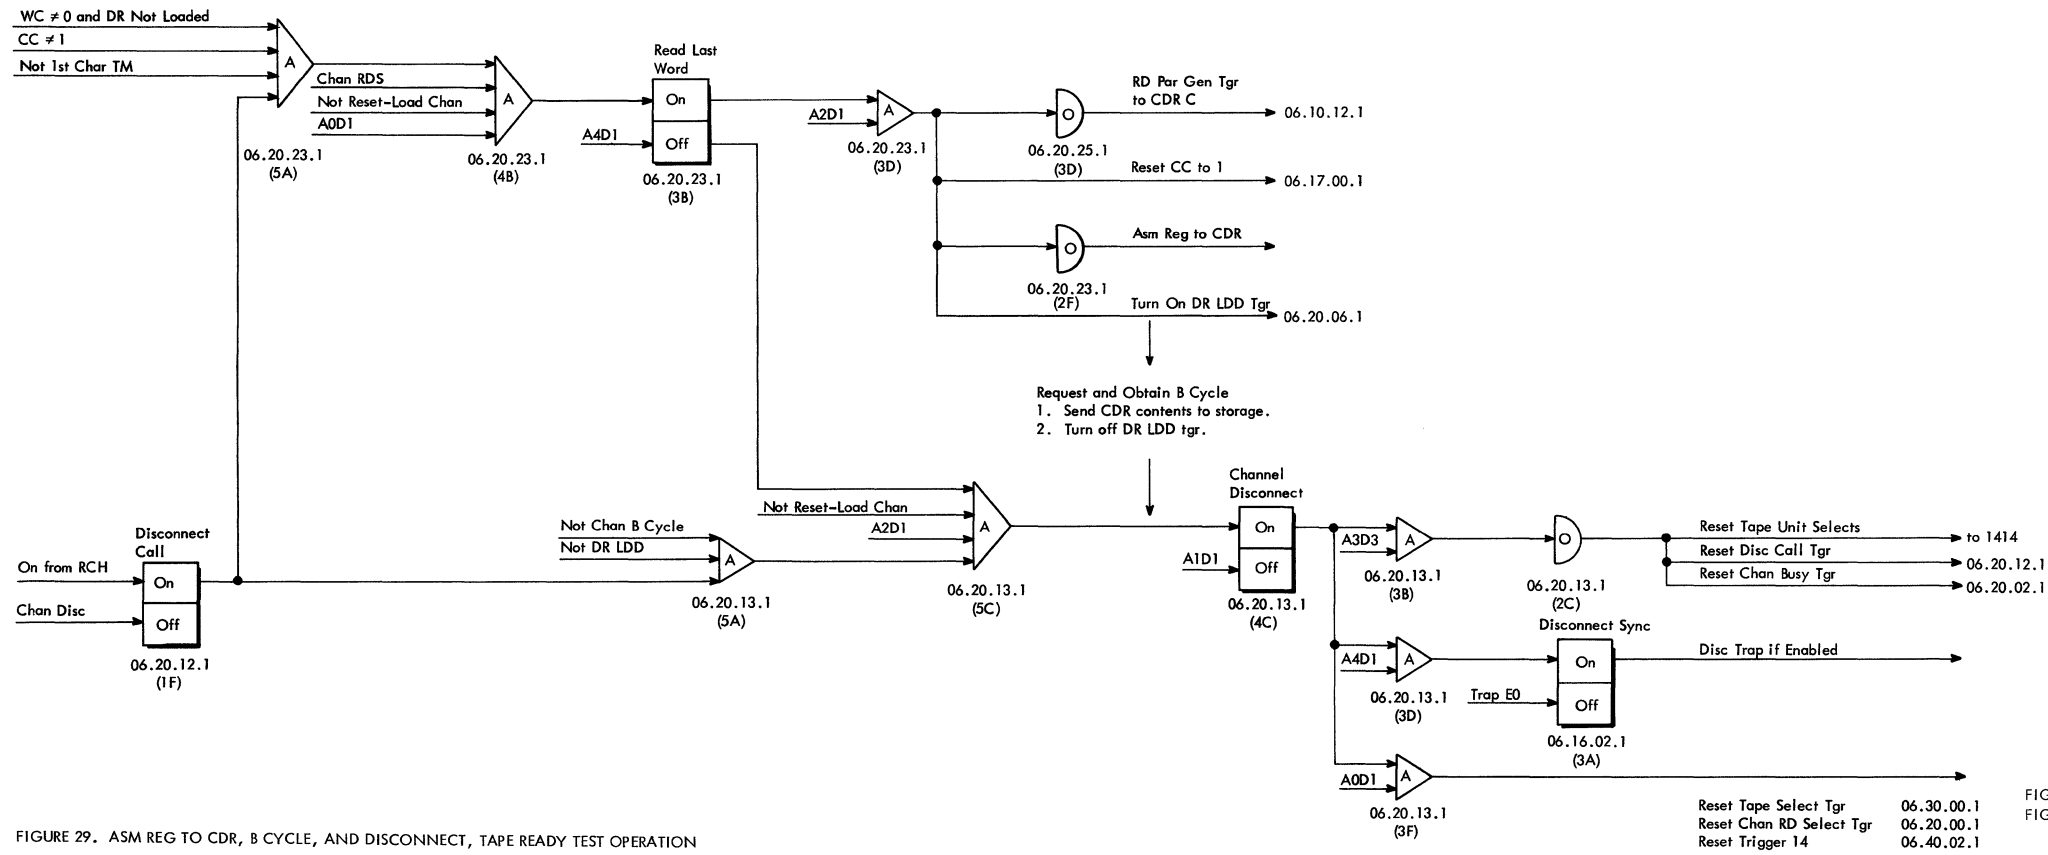 WC ≠ 0 and DR Not Loaded
CC ≠ 1
Not 1st Char TM
A
06.20.23.1
(5A)
Chan RDS
Not Reset-Load Chan
A0D1
A
06.20.23.1
(4B)
Read Last
Word
On
Off
A4D1
06.20.23.1
(3B)
A2D1
A
06.20.23.1
(3D)
O
06.20.25.1
(3D)
RD Par Gen Tgr
to CDR C
06.10.12.1
Reset CC to 1
06.17.00.1
O
06.20.23.1
(2F)
Asm Reg to CDR
Turn On DR LDD Tgr
06.20.06.1
Request and Obtain B Cycle
1. Send CDR contents to storage.
2. Turn off DR LDD tgr.
Disconnect
Call
On from RCH
On
Chan Disc
Off
06.20.12.1
(1F)
Not Chan B Cycle
Not DR LDD
A
06.20.13.1
(5A)
Not Reset-Load Chan
A2D1
A
06.20.13.1
(5C)
Channel
Disconnect
On
A1D1
Off
06.20.13.1
(4C)
A3D3
A
06.20.13.1
(3B)
O
06.20.13.1
(2C)
Reset Tape Unit Selects
to 1414
Reset Disc Call Tgr
06.20.12.1
Reset Chan Busy Tgr
06.20.02.1
A4D1
A
06.20.13.1
(3D)
Disconnect Sync
On
Trap E0
Off
06.16.02.1
(3A)
Disc Trap if Enabled
A0D1
A
06.20.13.1
(3F)
Reset Tape Select Tgr 06.30.00.1
Reset Chan RD Select Tgr 06.20.00.1
Reset Trigger 14 06.40.02.1
FIG
FIG
FIGURE 29. ASM REG TO CDR, B CYCLE, AND DISCONNECT, TAPE READY TEST OPERATION